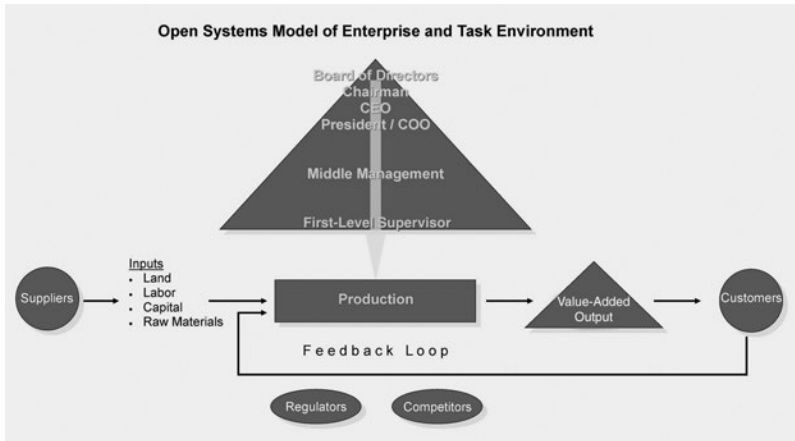 Open Systems Model of Enterprise and Task Environment
Board of Directors
Chairman
CEO
President / COO
Middle Management
First-Level Supervisor
Suppliers
Inputs
• Land
• Labor
• Capital
• Raw Materials
Production
Value-Added
Output
Customers
Feedback Loop
Regulators
Competitors